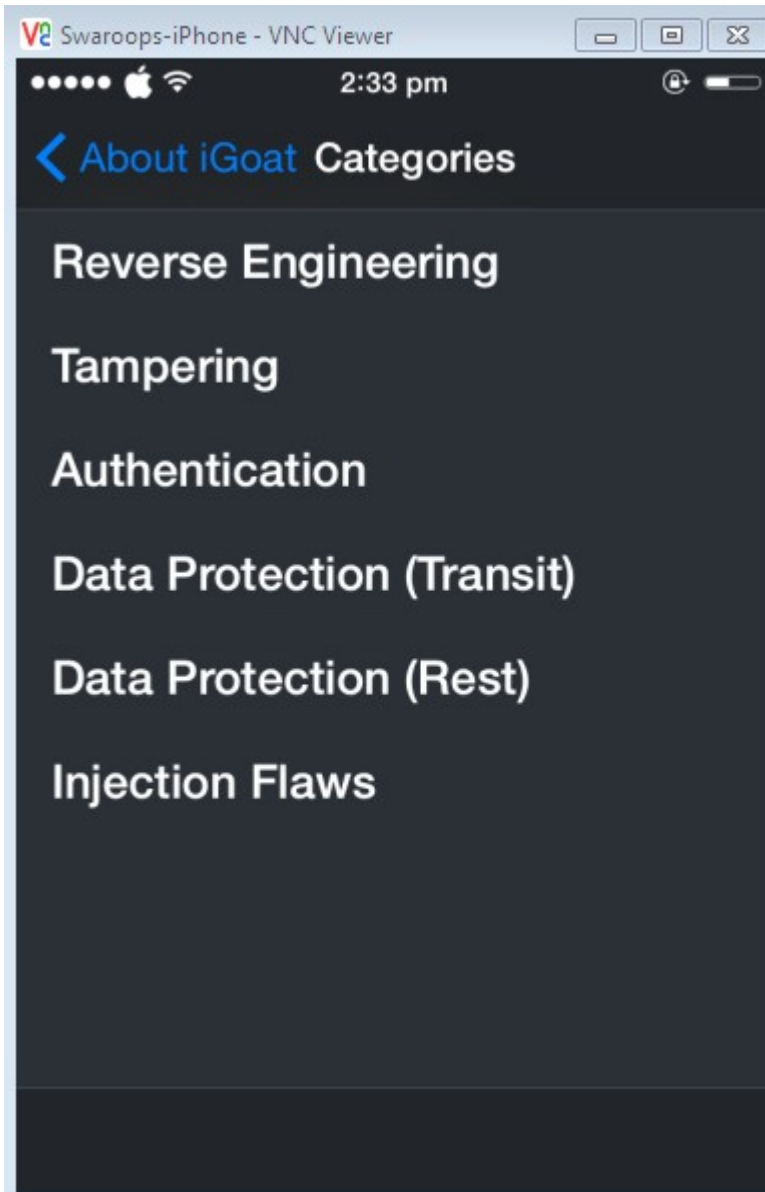 Swaroops-iPhone - VNC Viewer
2:33 pm
About iGoat Categories
Reverse Engineering
Tampering
Authentication
Data Protection (Transit)
Data Protection (Rest)
Injection Flaws